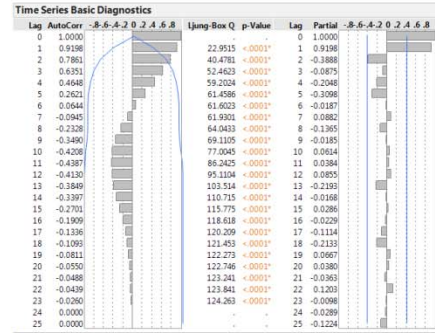 Time Series Basic Diagnostics
Lag AutoCorr -.8-.6-.4-.2 0 .2 .4 .6 .8 Ljung-Box Q p-Value Lag Partial -.8-.6-.4-.2 0 .2 .4 .6 .8
0 1.0000 . . 0 1.0000
1 0.9198 22.9515 <.0001* 1 0.9198
2 0.7861 40.4781 <.0001* 2 -0.3888
3 0.6351 52.4623 <.0001* 3 -0.0875
4 0.4648 59.2024 <.0001* 4 -0.2048
5 0.2621 61.4586 <.0001* 5 -0.3098
6 0.0644 61.6023 <.0001* 6 -0.0187
7 -0.0945 61.9301 <.0001* 7 0.0882
8 -0.2328 64.0433 <.0001* 8 -0.1365
9 -0.3490 69.1105 <.0001* 9 -0.0185
10 -0.4208 77.0045 <.0001* 10 0.0614
11 -0.4387 86.2425 <.0001* 11 0.0384
12 -0.4130 95.1104 <.0001* 12 0.0855
13 -0.3849 103.514 <.0001* 13 -0.2193
14 -0.3397 110.715 <.0001* 14 -0.0168
15 -0.2701 115.775 <.0001* 15 0.0286
16 -0.1909 118.618 <.0001* 16 -0.0229
17 -0.1336 120.209 <.0001* 17 -0.1114
18 -0.1093 121.453 <.0001* 18 -0.2133
19 -0.0811 122.273 <.0001* 19 0.0667
20 -0.0550 122.746 <.0001* 20 0.0380
21 -0.0488 123.241 <.0001* 21 -0.0363
22 -0.0439 123.841 <.0001* 22 0.1203
23 -0.0260 124.263 <.0001* 23 -0.0098
24 0.0000 . . 24 -0.0289
25 0.0000 . . 25 -0.1224